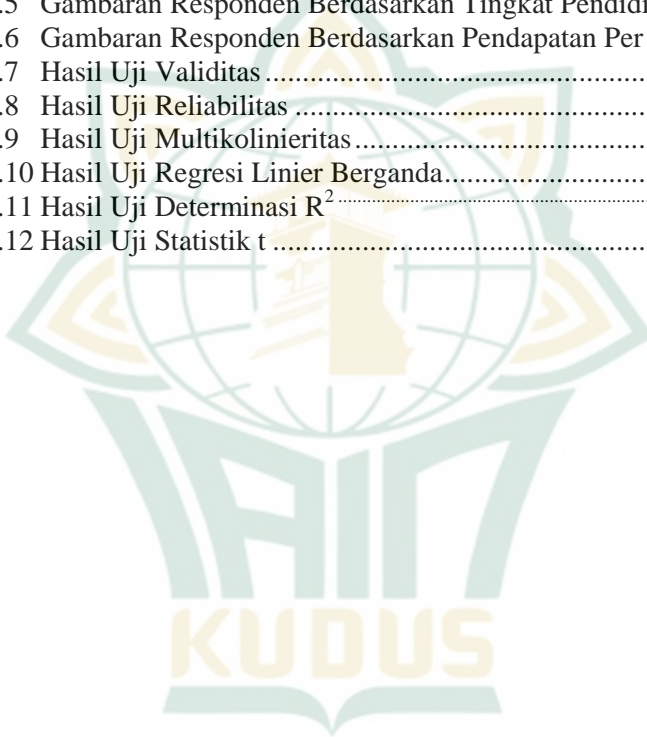 .5 Gambaran Responden Berdasarkan Tingkat
.6 Gambaran Responden Berdasarkan Pendapatan Per
.7 Hasil Uji Validitas ..........................................................
.8 Hasil Uji Reliabilitas ......................................................
.9 Hasil Uji Multikolinieritas .............................................
.10 Hasil Uji Regresi Linier Berganda ................................
.11 Hasil Uji Determinasi R² ................................................
.12 Hasil Uji Statistik t .........................................................
IAIN
KUDUS